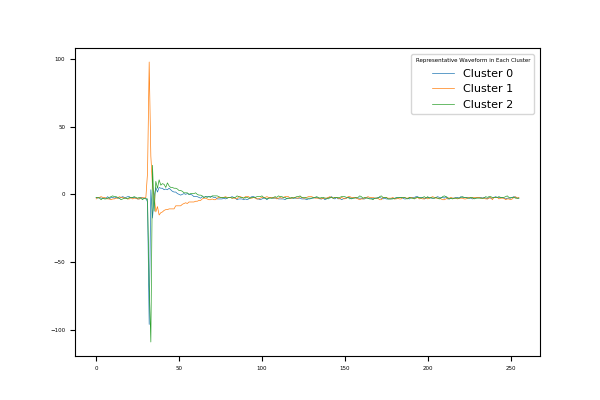 Representative Waveform in Each Cluster
Cluster 0
Cluster 1
Cluster 2
100
50
0
−50
−100
0 50 100 150 200 250